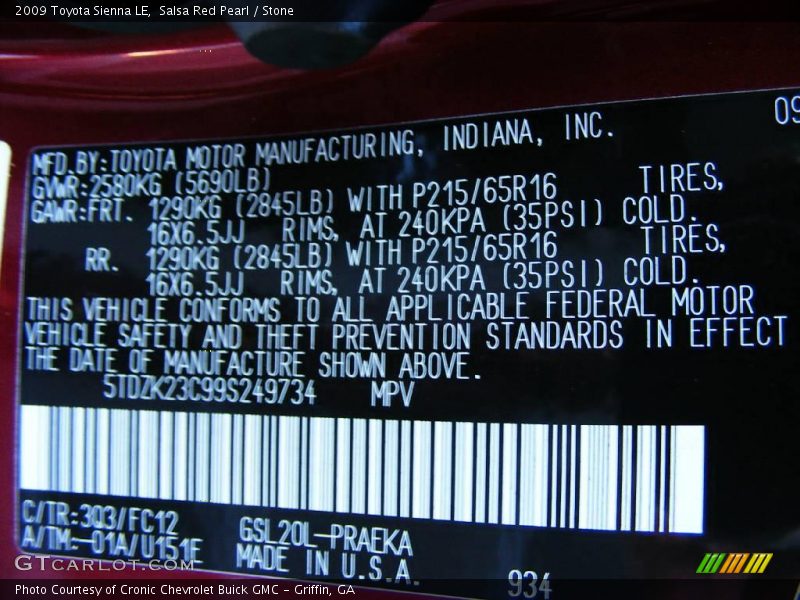 2009 Toyota Sienna LE, Salsa Red Pearl / Stone
09
MFD.BY:TOYOTA MOTOR MANUFACTURING, INDIANA, INC.
GVWR:2580KG (5690LB)
GAWR:FRT. 1290KG (2845LB) WITH P215/65R16 TIRES,
16X6.5JJ RIMS, AT 240KPA (35PSI) COLD.
RR. 1290KG (2845LB) WITH P215/65R16 TIRES,
16X6.5JJ RIMS, AT 240KPA (35PSI) COLD.
THIS VEHICLE CONFORMS TO ALL APPLICABLE FEDERAL MOTOR
VEHICLE SAFETY AND THEFT PREVENTION STANDARDS IN EFFECT
THE DATE OF MANUFACTURE SHOWN ABOVE.
5TDZK23C99S249734 MPV
C/TR:3Q3/FC12 GSL20L-PRAEKA
A/TM:-01A/U151E MADE IN U.S.A.
GTCARLOT.COM
934
Photo Courtesy of Cronic Chevrolet Buick GMC - Griffin, GA